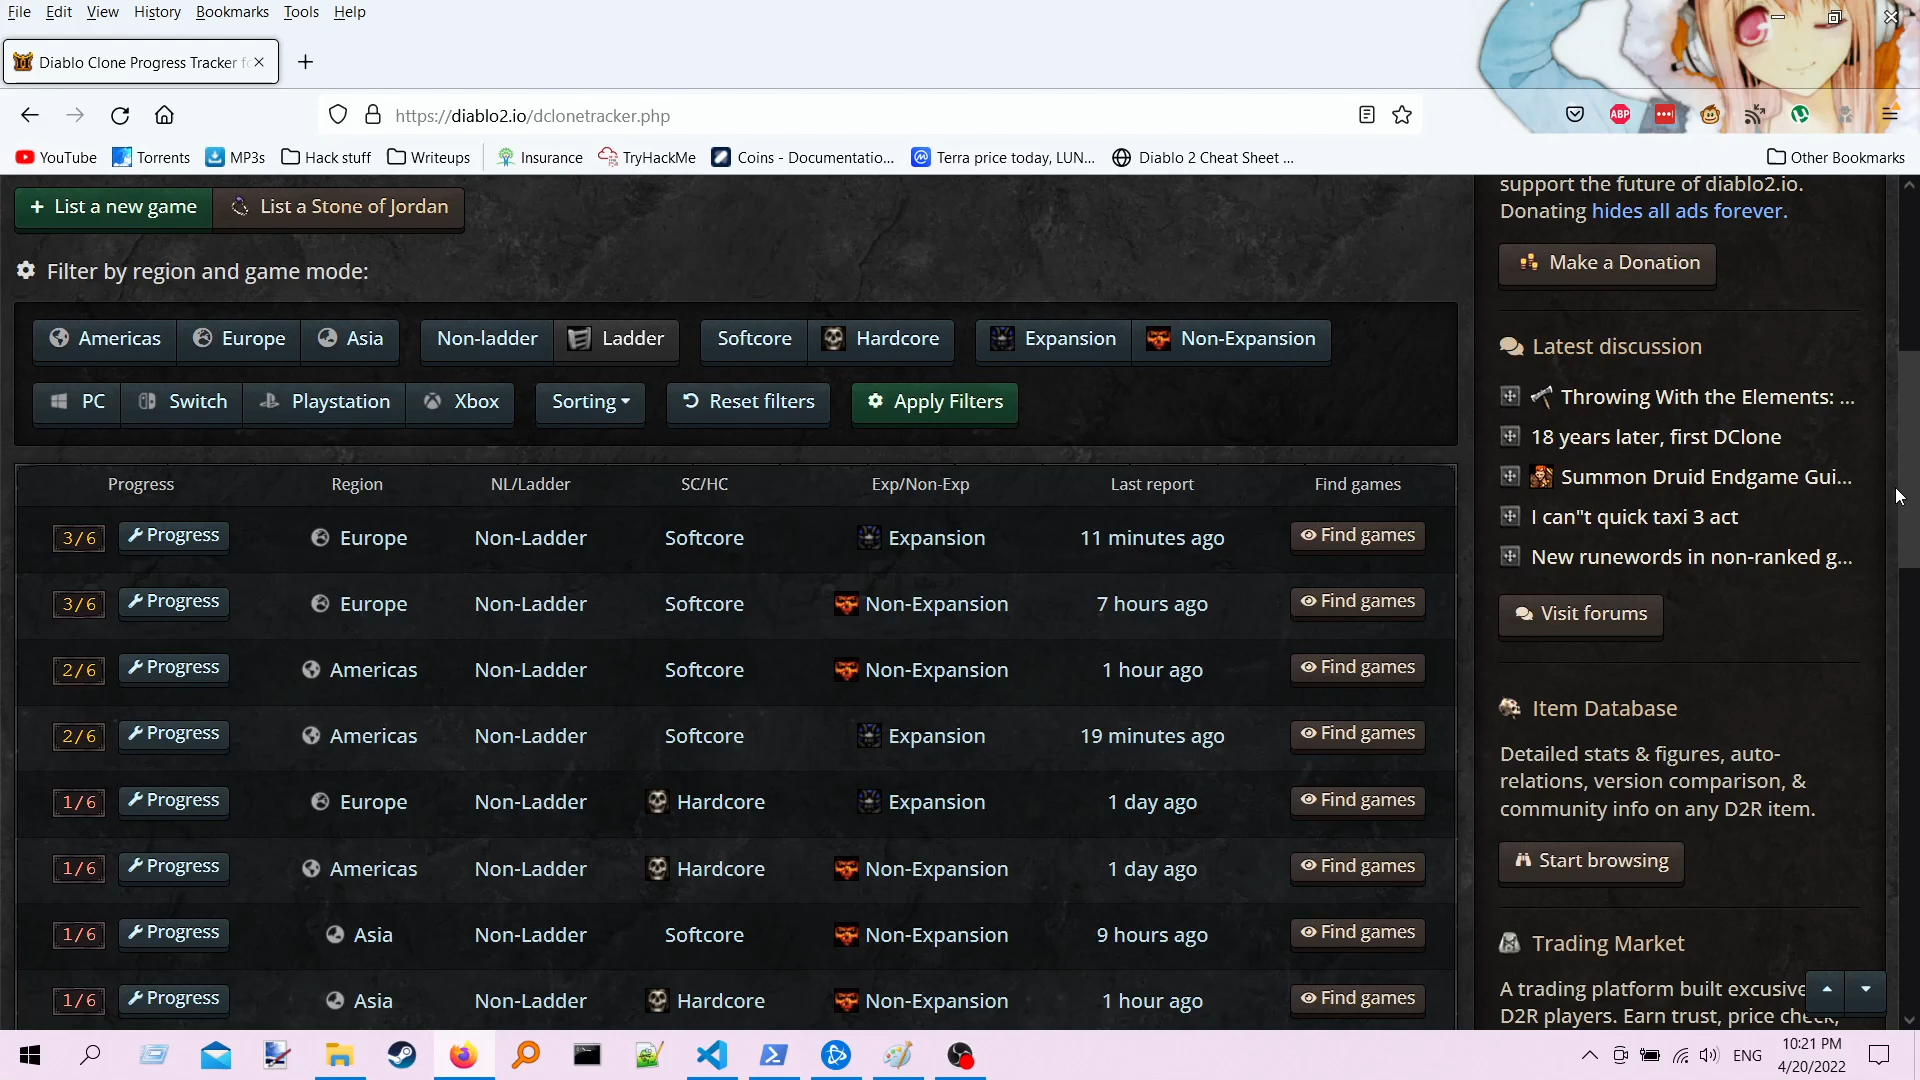 File Edit View History Bookmarks Tools Help
Diablo Clone Progress Tracker fo
https://diablo2.io/dclonetracker.php
ABP
YouTube Torrents MP3s Hack stuff Writeups Insurance TryHackMe Coins - Documentatio... Terra price today, LUN... Diablo 2 Cheat Sheet ... Other Bookmarks
+ List a new game List a Stone of Jordan
Filter by region and game mode:
Americas Europe Asia Non-ladder Ladder Softcore Hardcore Expansion Non-Expansion
PC Switch Playstation Xbox Sorting Reset filters Apply Filters
Progress Region NL/Ladder SC/HC Exp/Non-Exp Last report Find games
3/6 Progress Europe Non-Ladder Softcore Expansion 11 minutes ago Find games
3/6 Progress Europe Non-Ladder Softcore Non-Expansion 7 hours ago Find games
2/6 Progress Americas Non-Ladder Softcore Non-Expansion 1 hour ago Find games
2/6 Progress Americas Non-Ladder Softcore Expansion 19 minutes ago Find games
1/6 Progress Europe Non-Ladder Hardcore Expansion 1 day ago Find games
1/6 Progress Americas Non-Ladder Hardcore Non-Expansion 1 day ago Find games
1/6 Progress Asia Non-Ladder Softcore Non-Expansion 9 hours ago Find games
1/6 Progress Asia Non-Ladder Hardcore Non-Expansion 1 hour ago Find games
support the future of diablo2.io.
Donating hides all ads forever.
Make a Donation
Latest discussion
Throwing With the Elements: ...
18 years later, first DClone
Summon Druid Endgame Gui...
I can"t quick taxi 3 act
New runewords in non-ranked g...
Visit forums
Item Database
Detailed stats & figures, auto-
relations, version comparison, &
community info on any D2R item.
Start browsing
Trading Market
A trading platform built excusive
D2R players. Earn trust, price check,
ENG
10:21 PM
4/20/2022